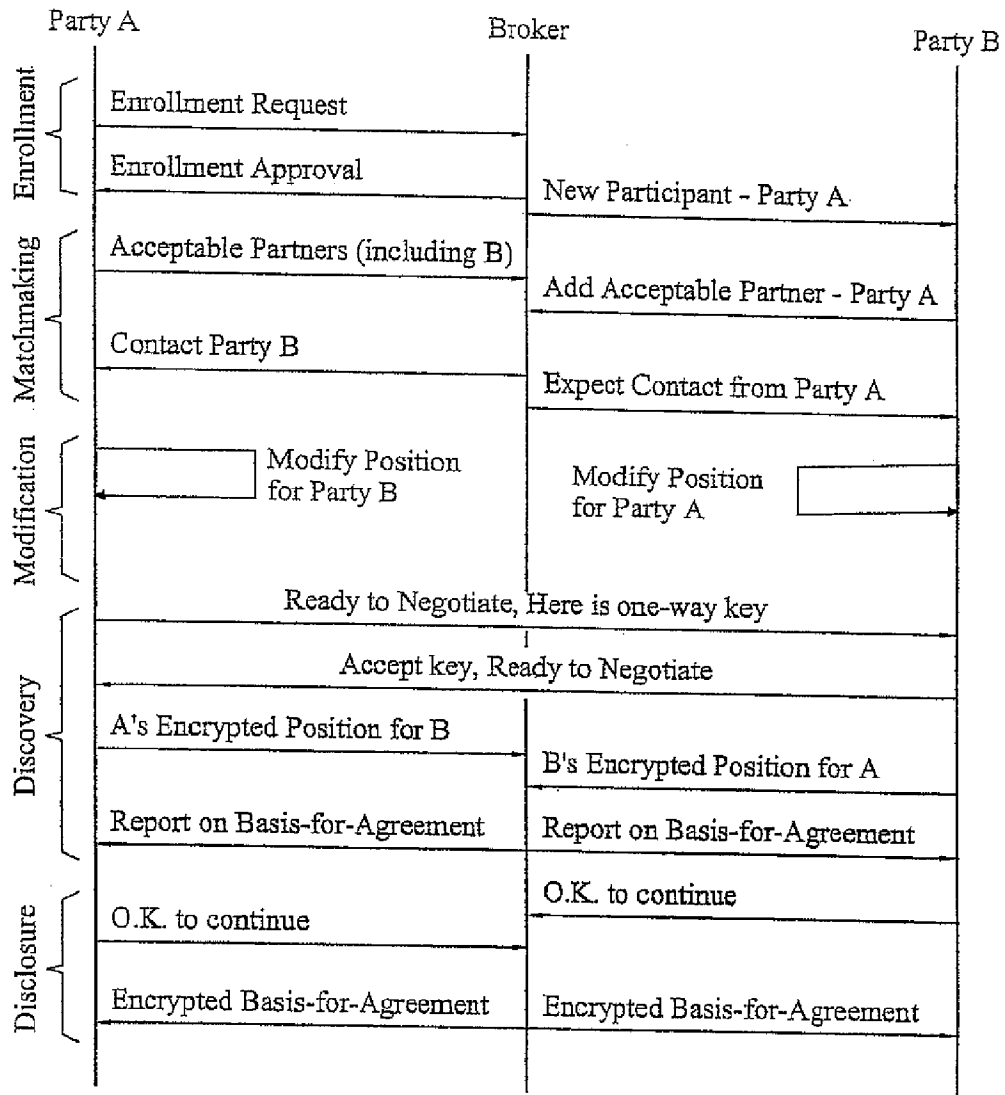 Party A
Broker
Party B
Enrollment
Enrollment Request
Enrollment Approval
New Participant - Party A
Matchmaking
Acceptable Partners (including B)
Add Acceptable Partner - Party A
Contact Party B
Expect Contact from Party A
Modification
Modify Position
for Party B
Modify Position
for Party A
Discovery
Ready to Negotiate, Here is one-way key
Accept key, Ready to Negotiate
A's Encrypted Position for B
B's Encrypted Position for A
Report on Basis-for-Agreement
Report on Basis-for-Agreement
Disclosure
O.K. to continue
O.K. to continue
Encrypted Basis-for-Agreement
Encrypted Basis-for-Agreement